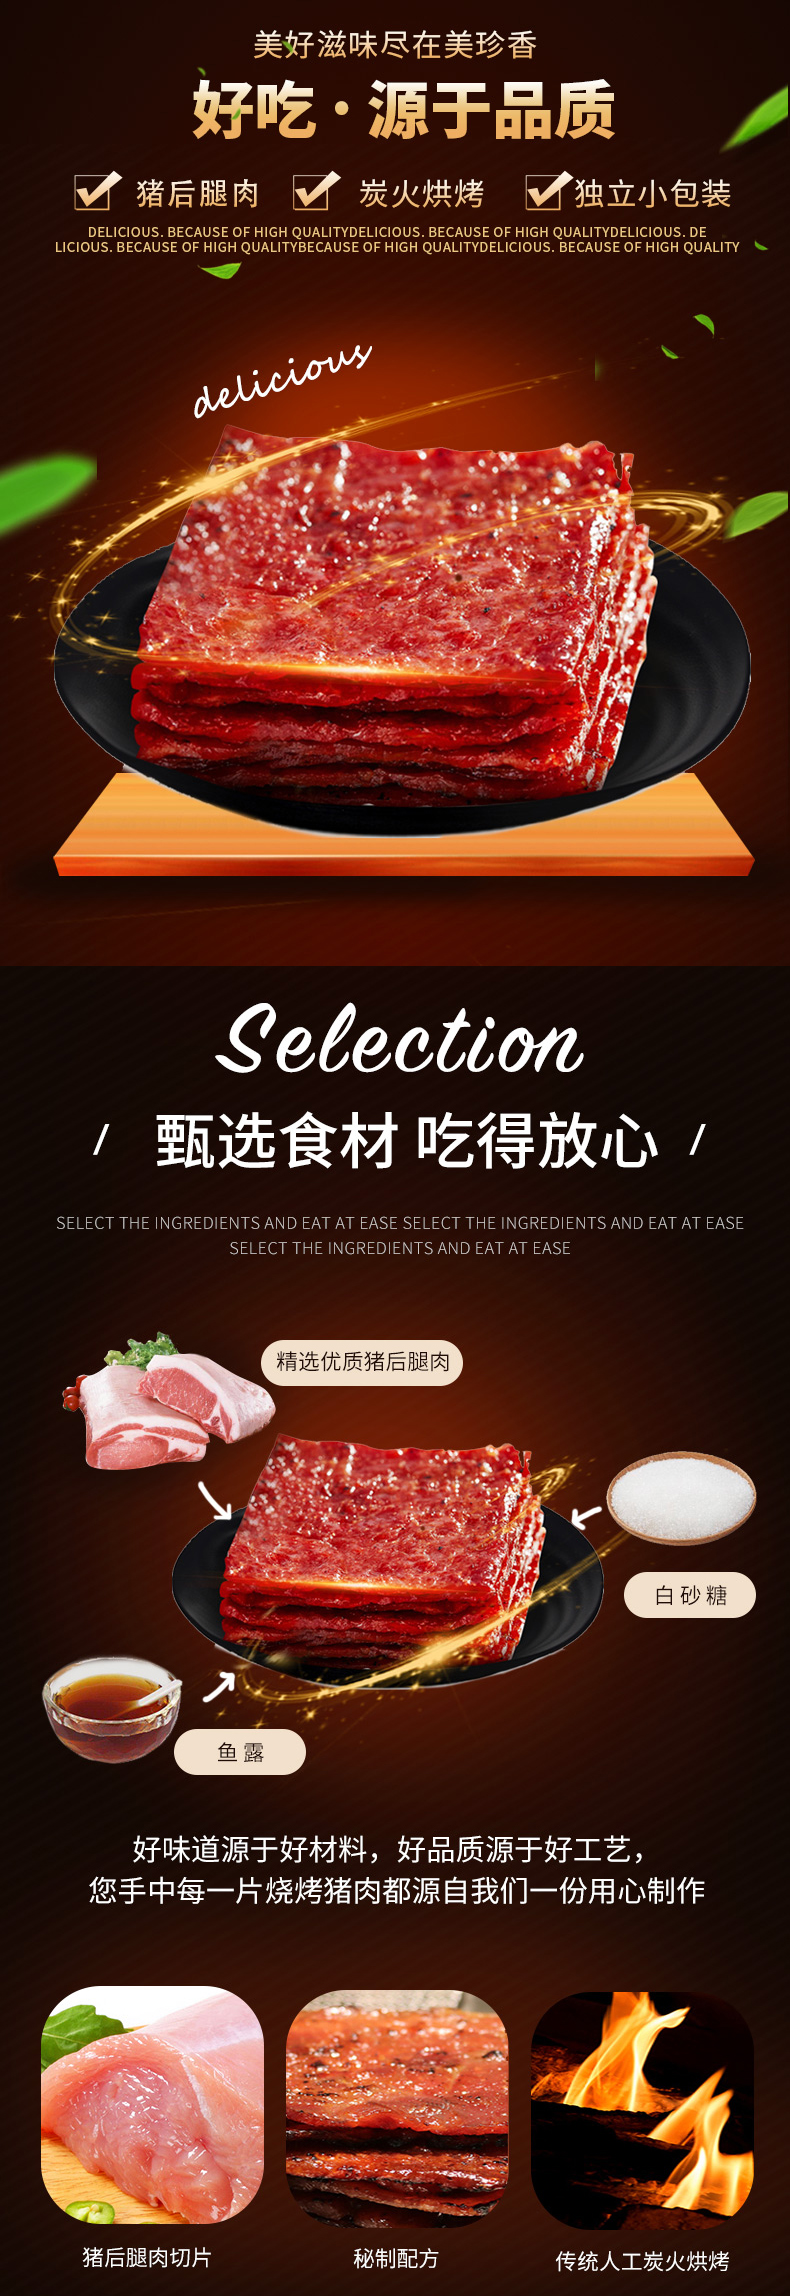 美好滋味尽在美珍香
好吃·源于品质
猪后腿肉 炭火烘烤 独立小包装
DELICIOUS. BECAUSE OF HIGH QUALITYDELICIOUS. BECAUSE OF HIGH QUALITYDELICIOUS. DE
LICIOUS. BECAUSE OF HIGH QUALITYBECAUSE OF HIGH QUALITYDELICIOUS. BECAUSE OF HIGH QUALITY
delicious
Selection
/ 甄选食材 吃得放心 /
SELECT THE INGREDIENTS AND EAT AT EASE SELECT THE INGREDIENTS AND EAT AT EASE
SELECT THE INGREDIENTS AND EAT AT EASE
精选优质猪后腿肉
白砂糖
鱼露
好味道源于好材料，好品质源于好工艺，
您手中每一片烧烤猪肉都源自我们一份用心制作
猪后腿肉切片
秘制配方
传统人工炭火烘烤